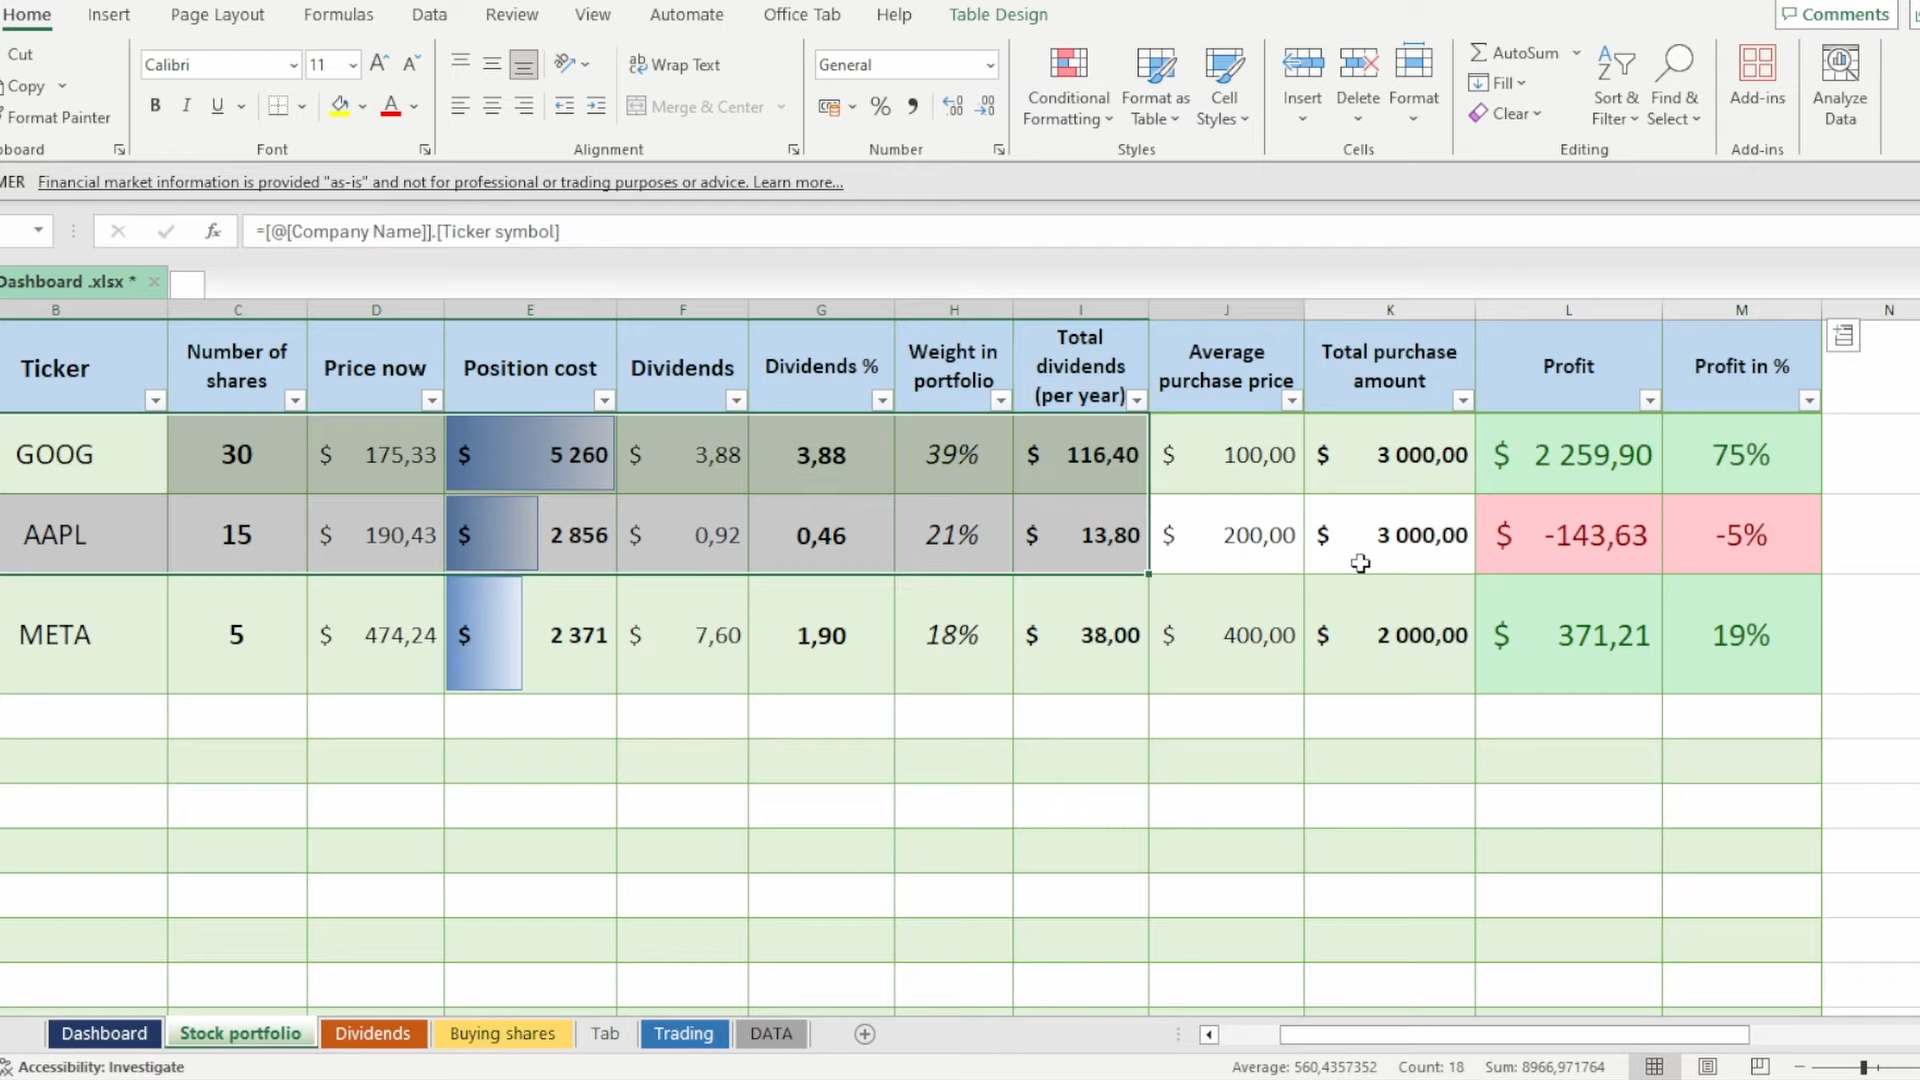 Home Insert Page Layout Formulas Data Review View Automate Office Tab Help Table Design Comments
Cut
Copy
Format Painter
Calibri 11
B I U
Wrap Text
Merge & Center
General
Conditional Formatting
Format as Table
Cell Styles
Insert
Delete
Format
AutoSum
Fill
Clear
Sort & Filter
Find & Select
Add-ins
Analyze Data
board Font Alignment Number Styles Cells Editing Add-ins
MER Financial market information is provided "as-is" and not for professional or trading purposes or advice. Learn more...
fx =[@[Company Name]].[Ticker symbol]
Dashboard .xlsx *
B C D E F G H I J K L M N
Ticker
Number of shares
Price now
Position cost
Dividends
Dividends %
Weight in portfolio
Total dividends (per year)
Average purchase price
Total purchase amount
Profit
Profit in %
GOOG 30 $ 175,33 $ 5 260 $ 3,88 3,88 39% $ 116,40 $ 100,00 $ 3 000,00 $ 2 259,90 75%
AAPL 15 $ 190,43 $ 2 856 $ 0,92 0,46 21% $ 13,80 $ 200,00 $ 3 000,00 $ -143,63 -5%
META 5 $ 474,24 $ 2 371 $ 7,60 1,90 18% $ 38,00 $ 400,00 $ 2 000,00 $ 371,21 19%
Dashboard Stock portfolio Dividends Buying shares Tab Trading DATA
Accessibility: Investigate Average: 560,4357352 Count: 18 Sum: 8966,971764